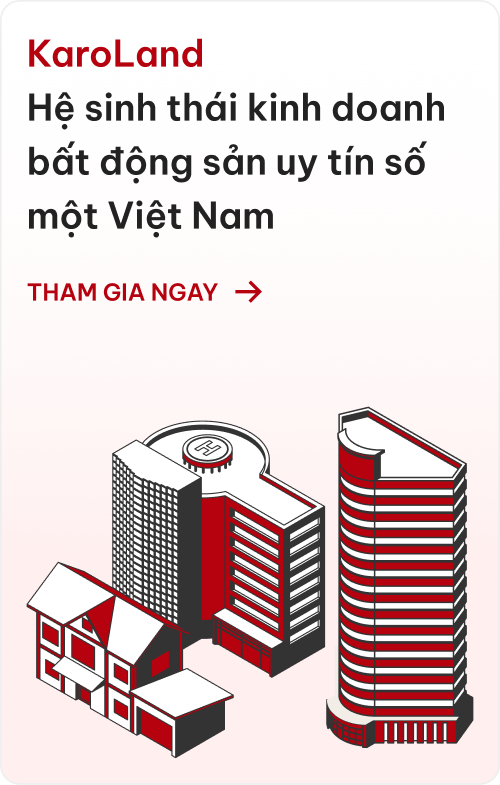 KaroLand
Hệ sinh thái kinh doanh
bất động sản uy tín số
một Việt Nam
THAM GIA NGAY →
H